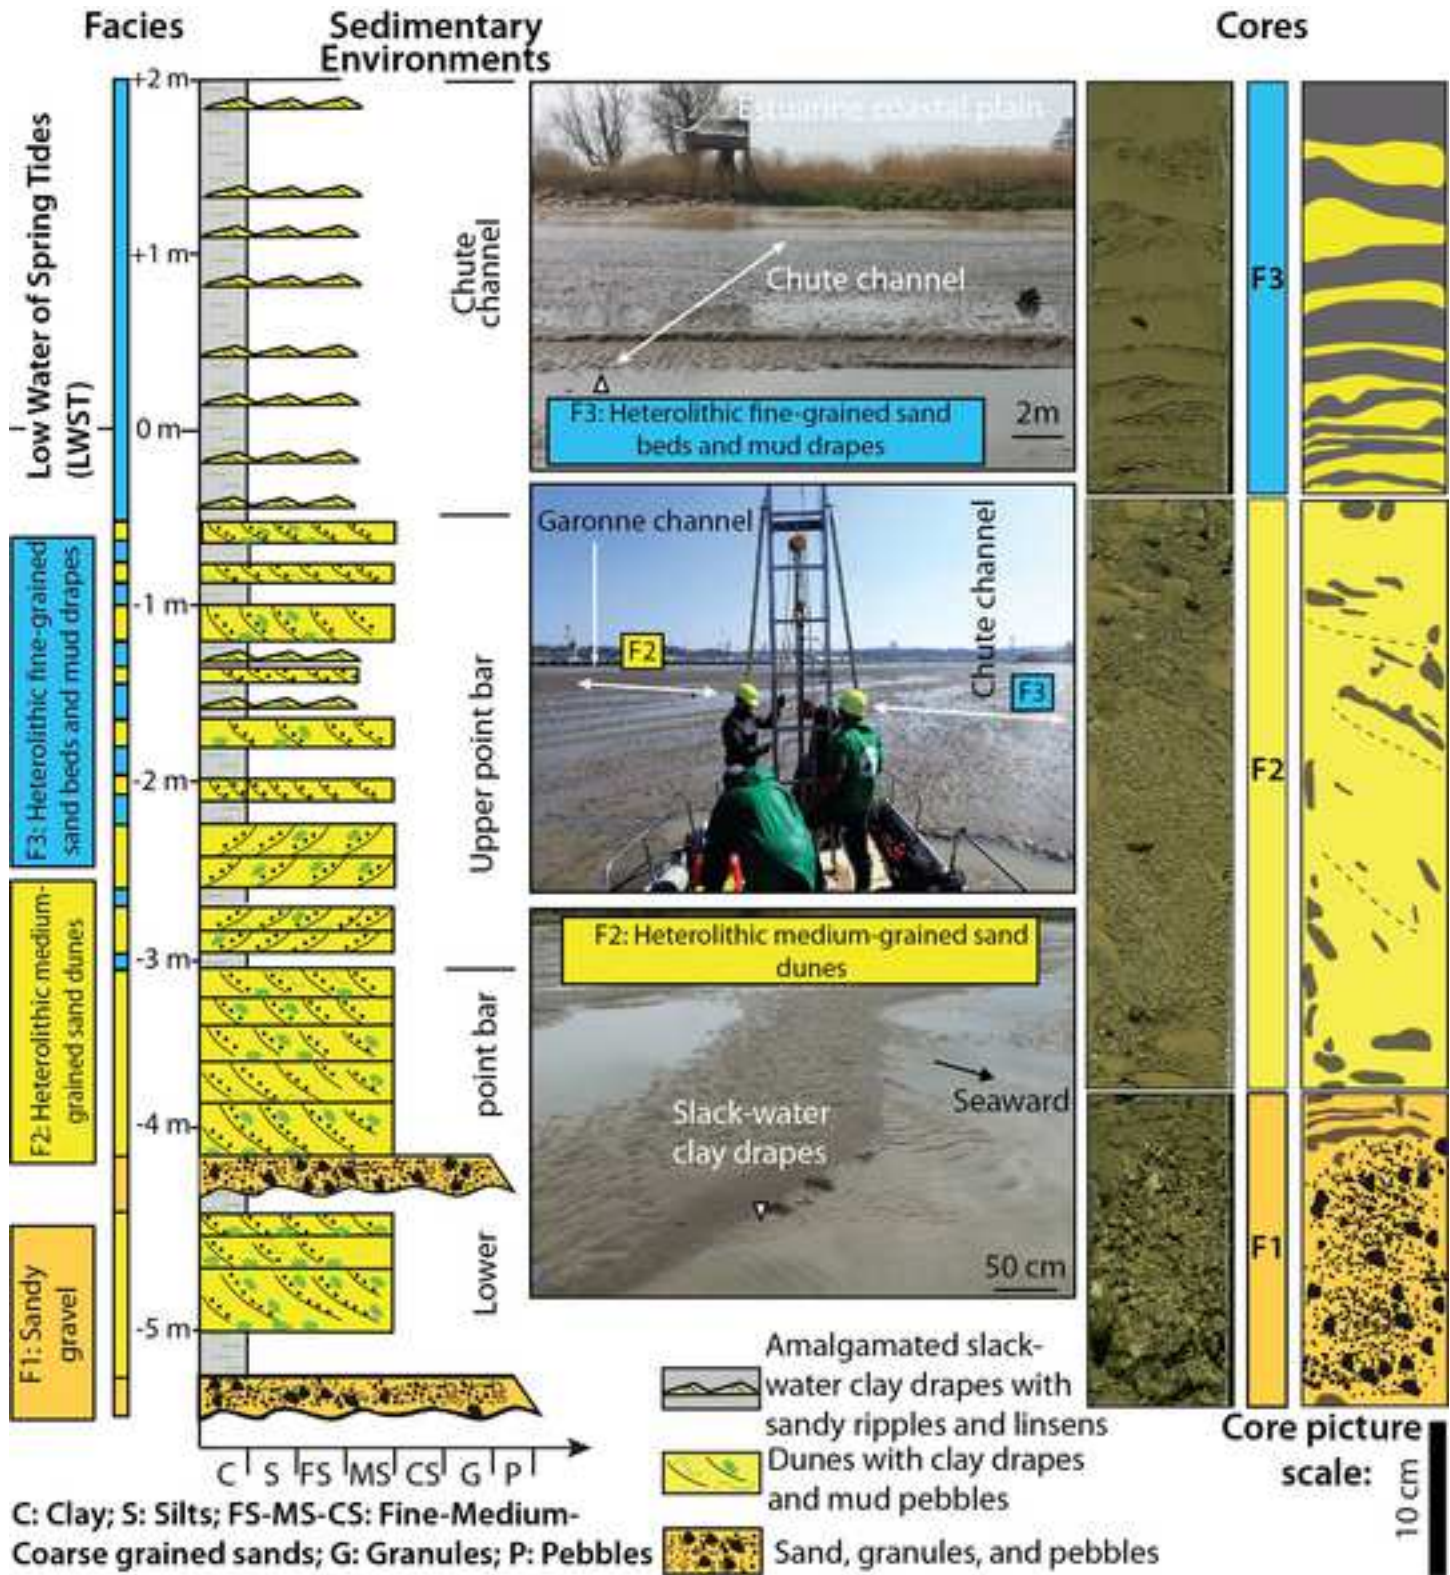 Facies
Sedimentary
Environments
Cores
Low Water of Spring Tides
(LWST)
+2 m
+1 m
0 m
-1 m
-2 m
-3 m
-4 m
-5 m
F3: Heterolithic fine-grained
sand beds and mud drapes
F2: Heterolithic medium-
grained sand dunes
F1: Sandy
gravel
Chute
channel
Upper point bar
Lower point bar
Estuarine coastal plain
Chute channel
F3: Heterolithic fine-grained sand
beds and mud drapes
2m
Garonne channel
F2
Chute channel
F3
F2: Heterolithic medium-grained sand
dunes
Seaward
Slack-water
clay drapes
50 cm
F3
F2
F1
C S FS MS CS G P
Amalgamated slack-
water clay drapes with
sandy ripples and linsens
Dunes with clay drapes
and mud pebbles
Sand, granules, and pebbles
Core picture
scale:
10 cm
C: Clay; S: Silts; FS-MS-CS: Fine-Medium-
Coarse grained sands; G: Granules; P: Pebbles